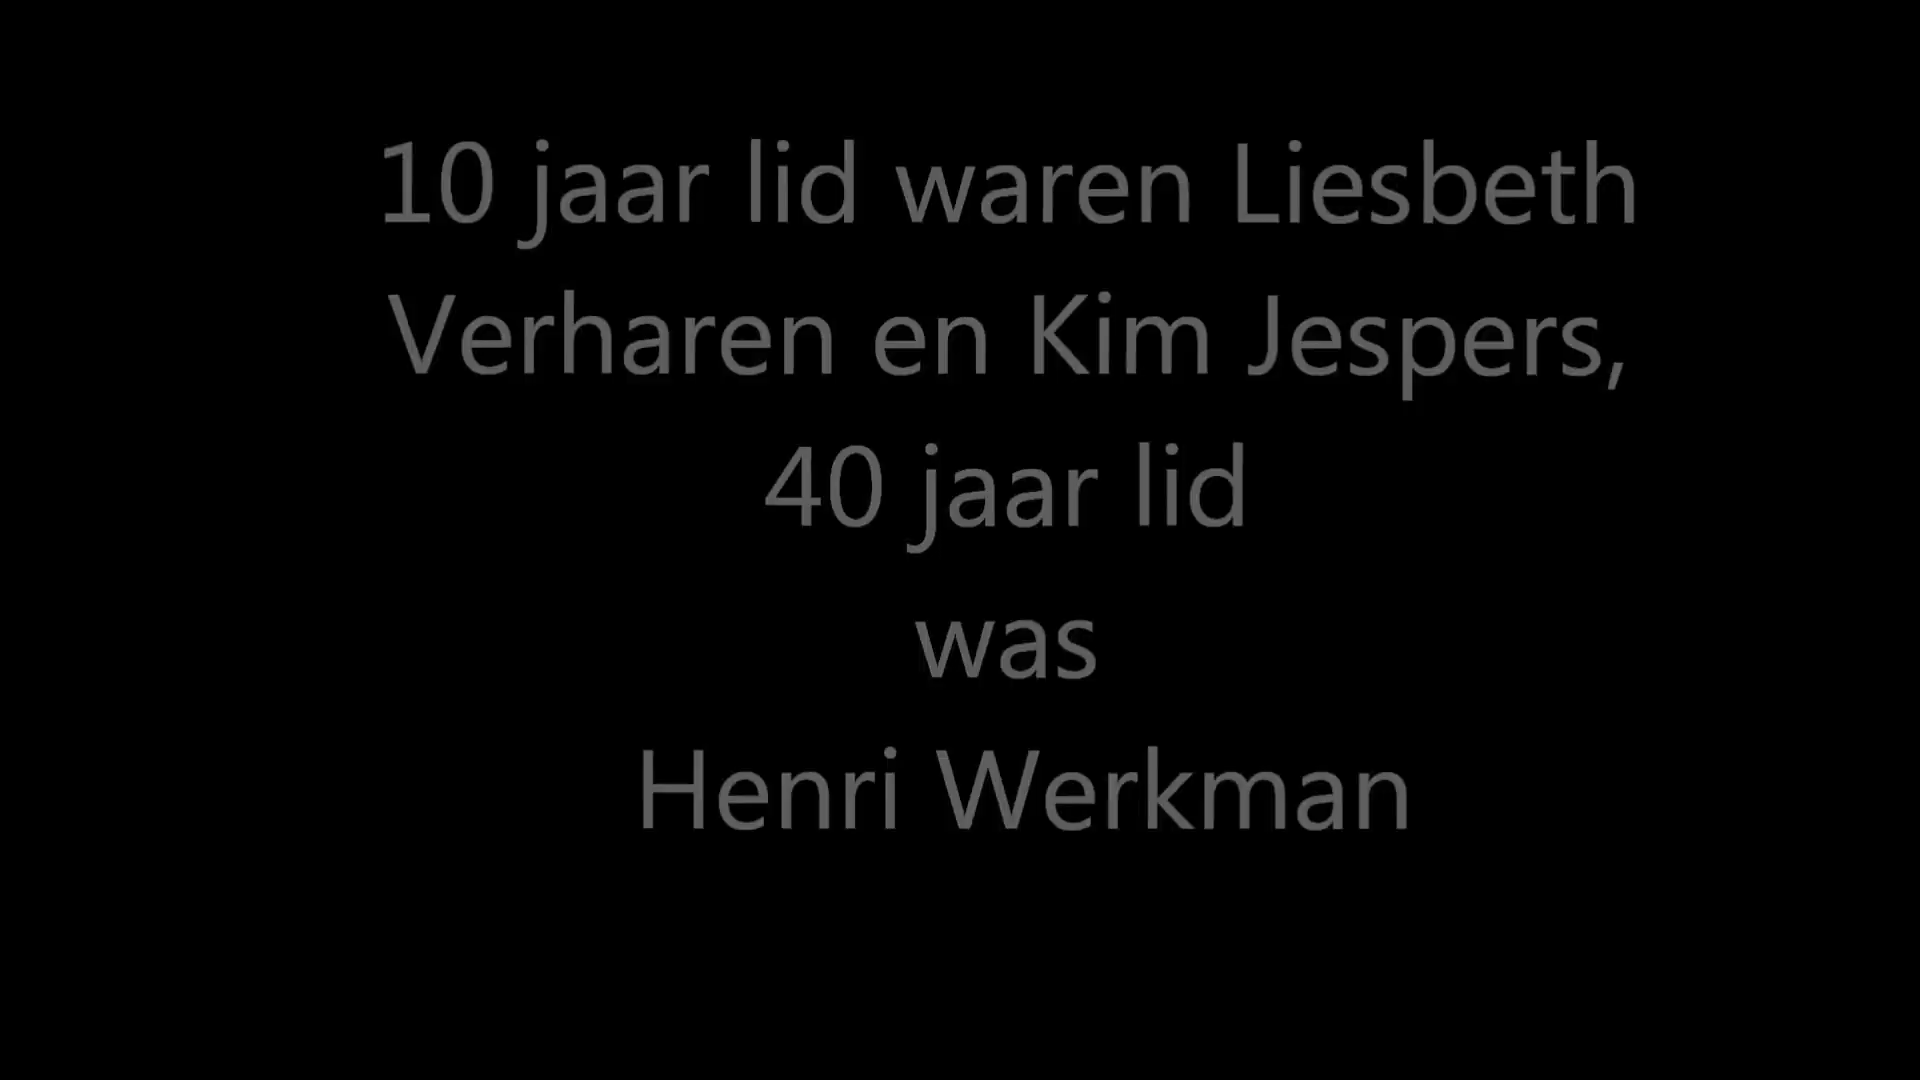 10 jaar lid waren Liesbeth
Verharen en Kim Jespers,
40 jaar lid
was
Henri Werkman